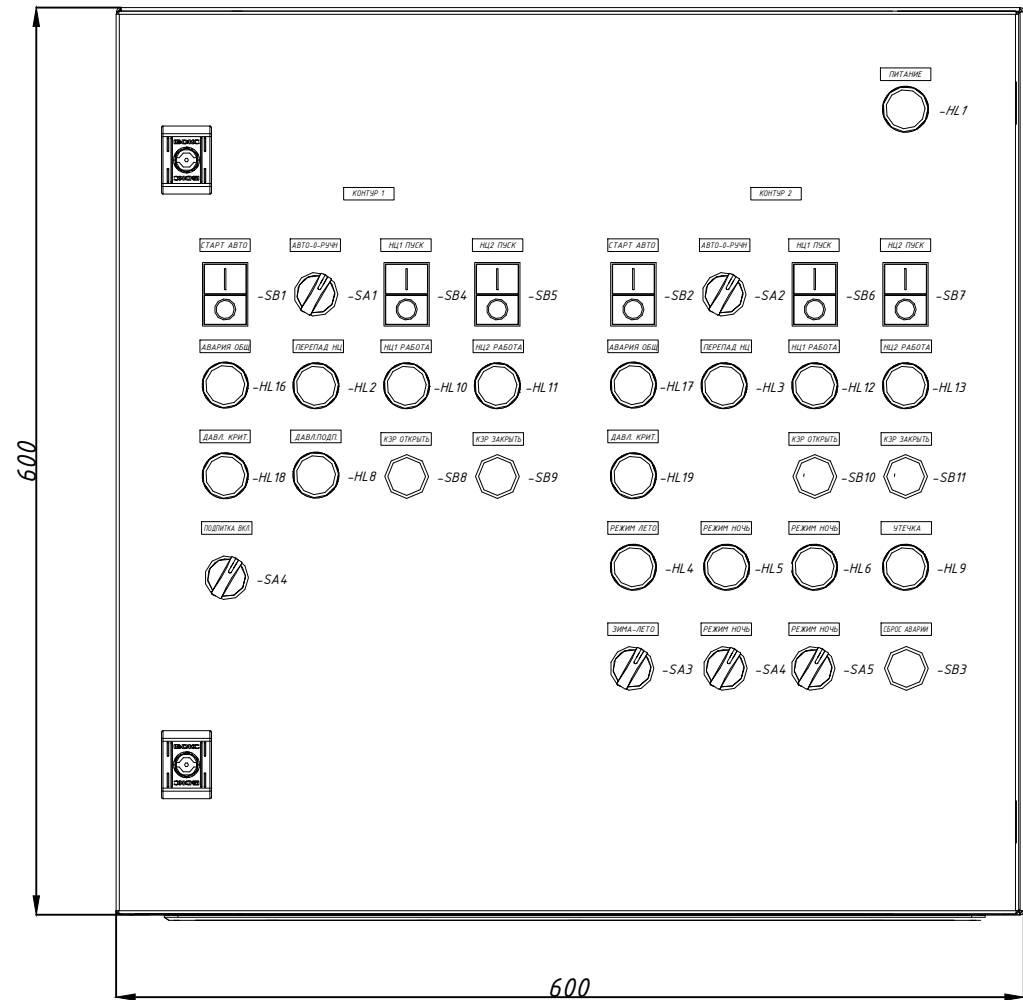 ПИТАНИЕ
-HL1
КОНТУР 1
КОНТУР 2
СТАРТ АВТО
АВТО-0-РУЧН
НЦ1 ПУСК
НЦ2 ПУСК
СТАРТ АВТО
АВТО-0-РУЧН
НЦ1 ПУСК
НЦ2 ПУСК
-SB1
-SA1
-SB4
-SB5
-SB2
-SA2
-SB6
-SB7
АВАРИЯ ОБЩ
ПЕРЕПАД НЦ
НЦ1 РАБОТА
НЦ2 РАБОТА
АВАРИЯ ОБЩ
ПЕРЕПАД НЦ
НЦ1 РАБОТА
НЦ2 РАБОТА
-HL16
-HL2
-HL10
-HL11
-HL17
-HL3
-HL12
-HL13
ДАВЛ. КРИТ.
ДАВЛ.ПОДП.
КЗР ОТКРЫТЬ
КЗР ЗАКРЫТЬ
ДАВЛ. КРИТ.
КЗР ОТКРЫТЬ
КЗР ЗАКРЫТЬ
-HL18
-HL8
-SB8
-SB9
-HL19
-SB10
-SB11
600
ПОДПИТКА ВКЛ.
РЕЖИМ ЛЕТО
РЕЖИМ НОЧЬ
РЕЖИМ НОЧЬ
УТЕЧКА
-SA4
-HL4
-HL5
-HL6
-HL9
ЗИМА-ЛЕТО
РЕЖИМ НОЧЬ
РЕЖИМ НОЧЬ
СБРОС АВАРИИ
-SA3
-SA4
-SA5
-SB3
600